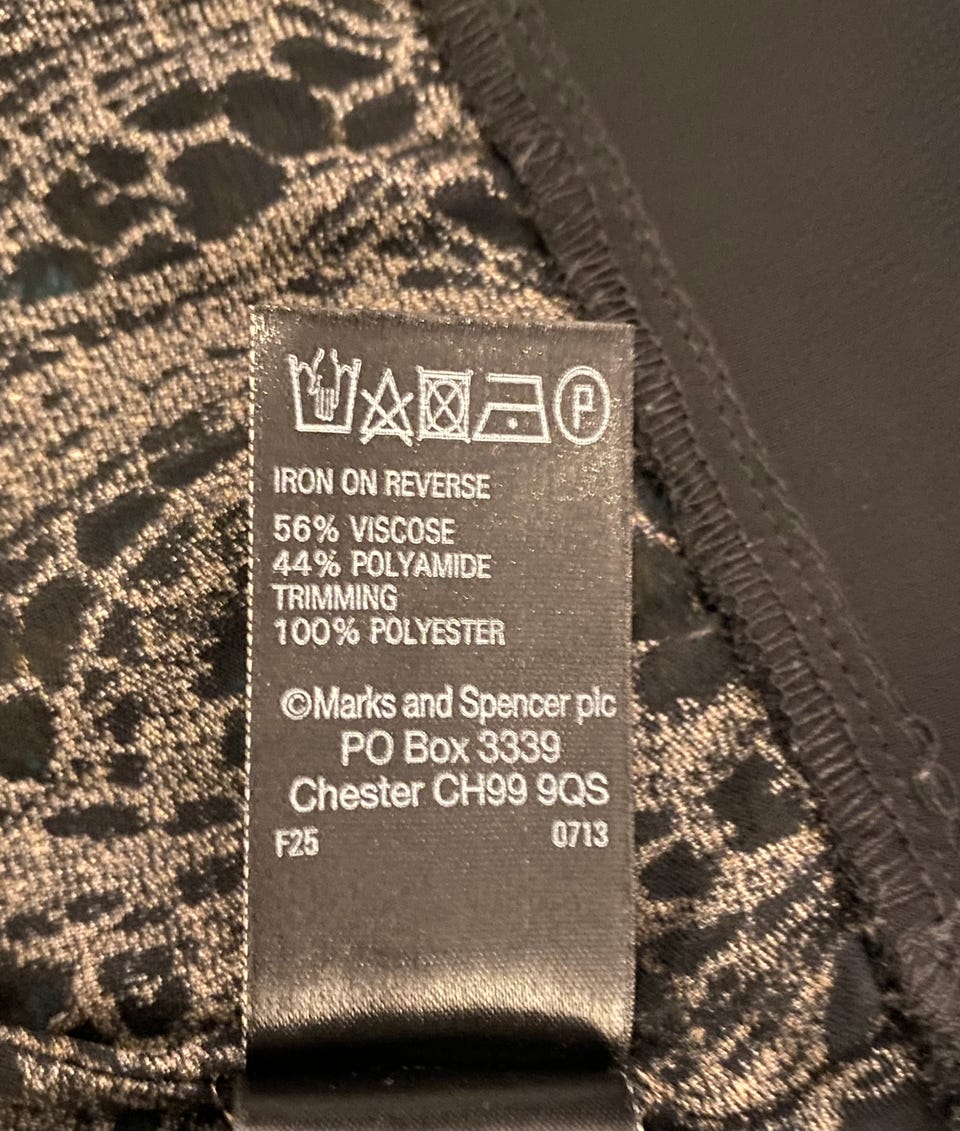 P
IRON ON REVERSE
56% VISCOSE
44% POLYAMIDE
TRIMMING
100% POLYESTER
©Marks and Spencer plc
PO Box 3339
Chester CH99 9QS
F25 0713